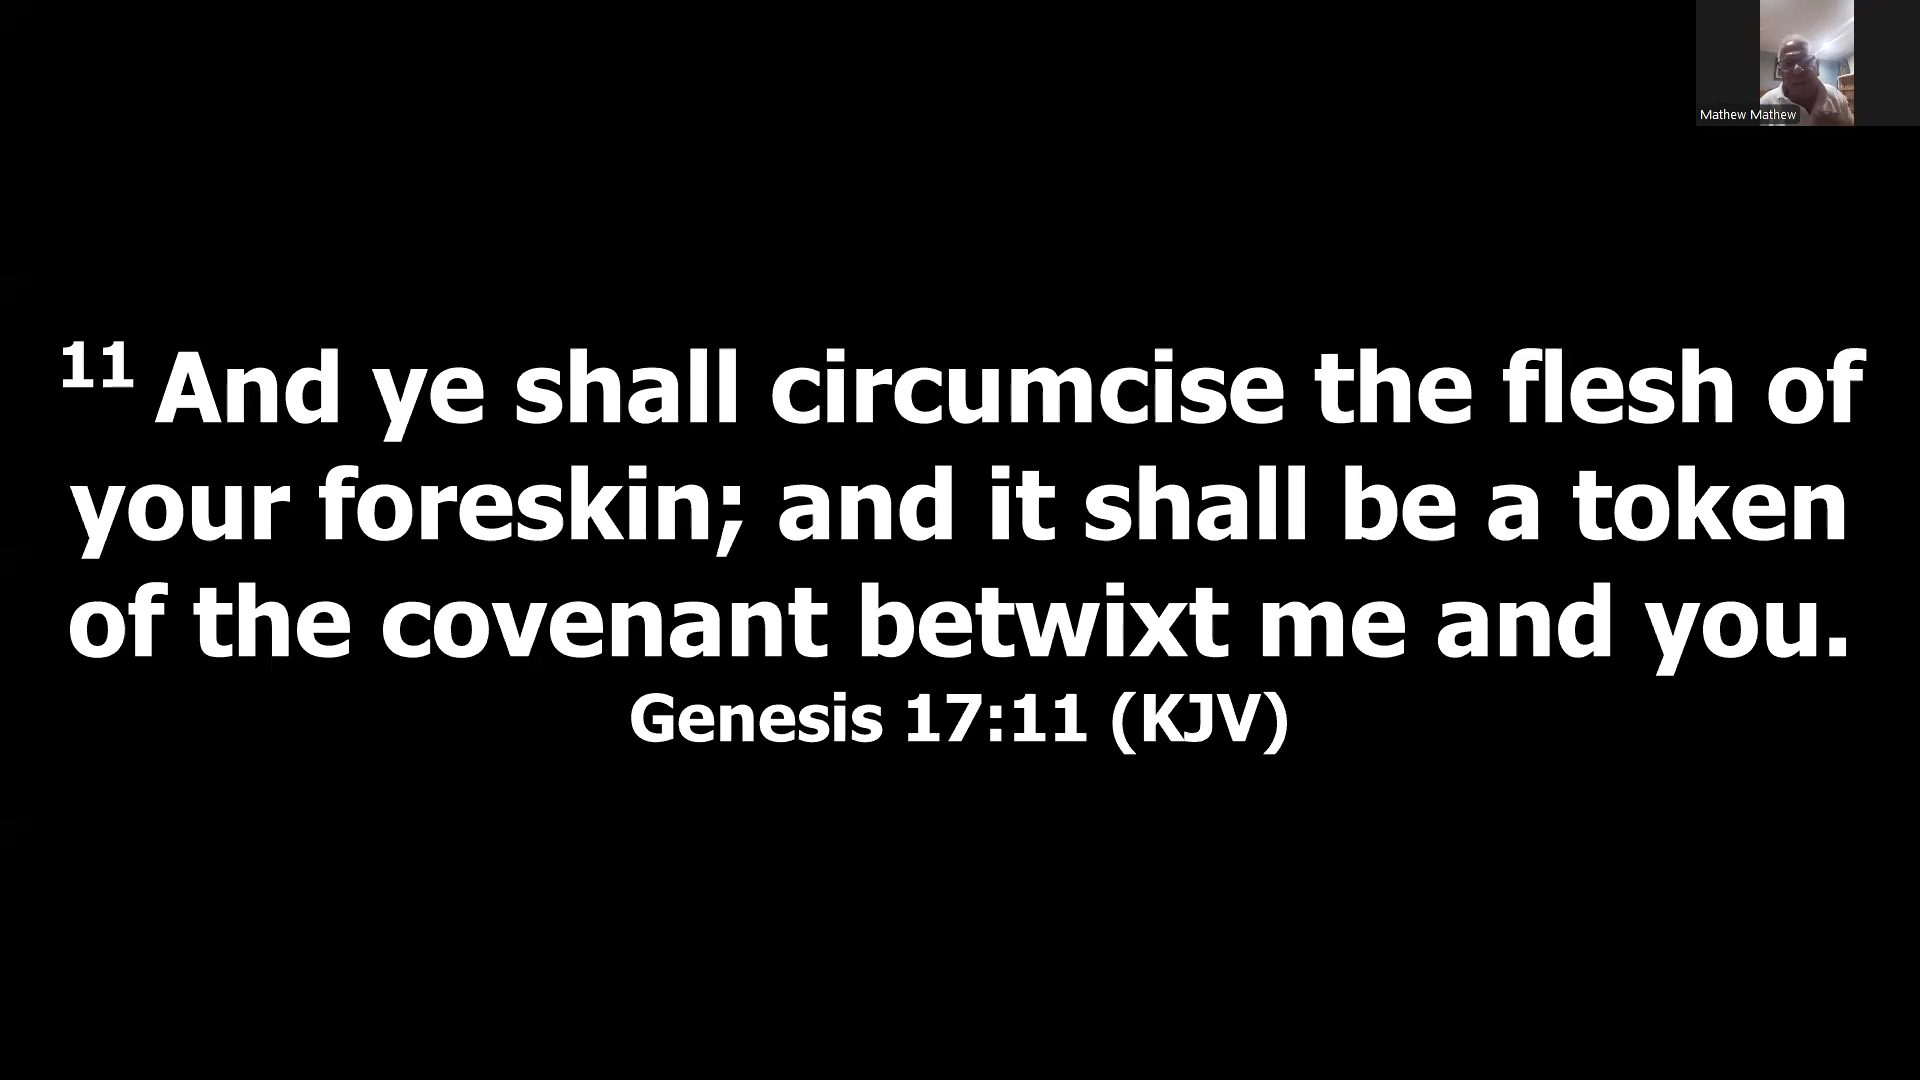 Mathew Mathew
11 And ye shall circumcise the flesh of
your foreskin; and it shall be a token
of the covenant betwixt me and you.
Genesis 17:11 (KJV)